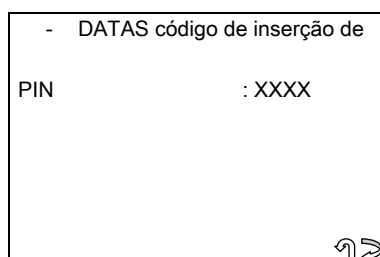 - DATAS código de inserção de
PIN : XXXX